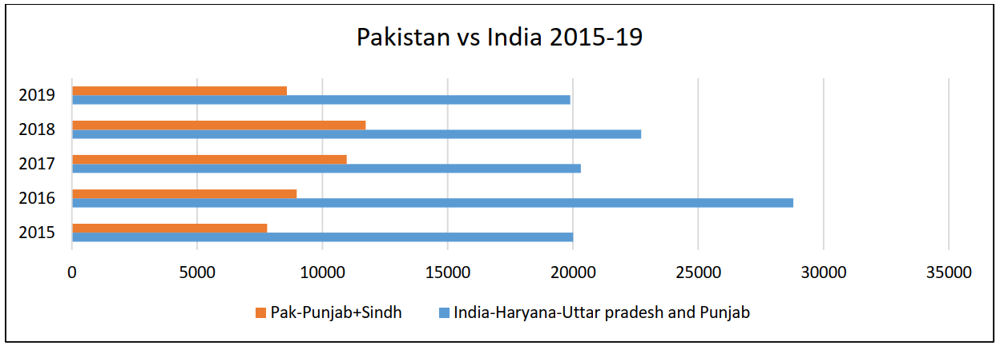 Pakistan vs India 2015-19
2019
2018
2017
2016
2015
0 5000 10000 15000 20000 25000 30000 35000
Pak-Punjab+Sindh India-Haryana-Uttar pradesh and Punjab